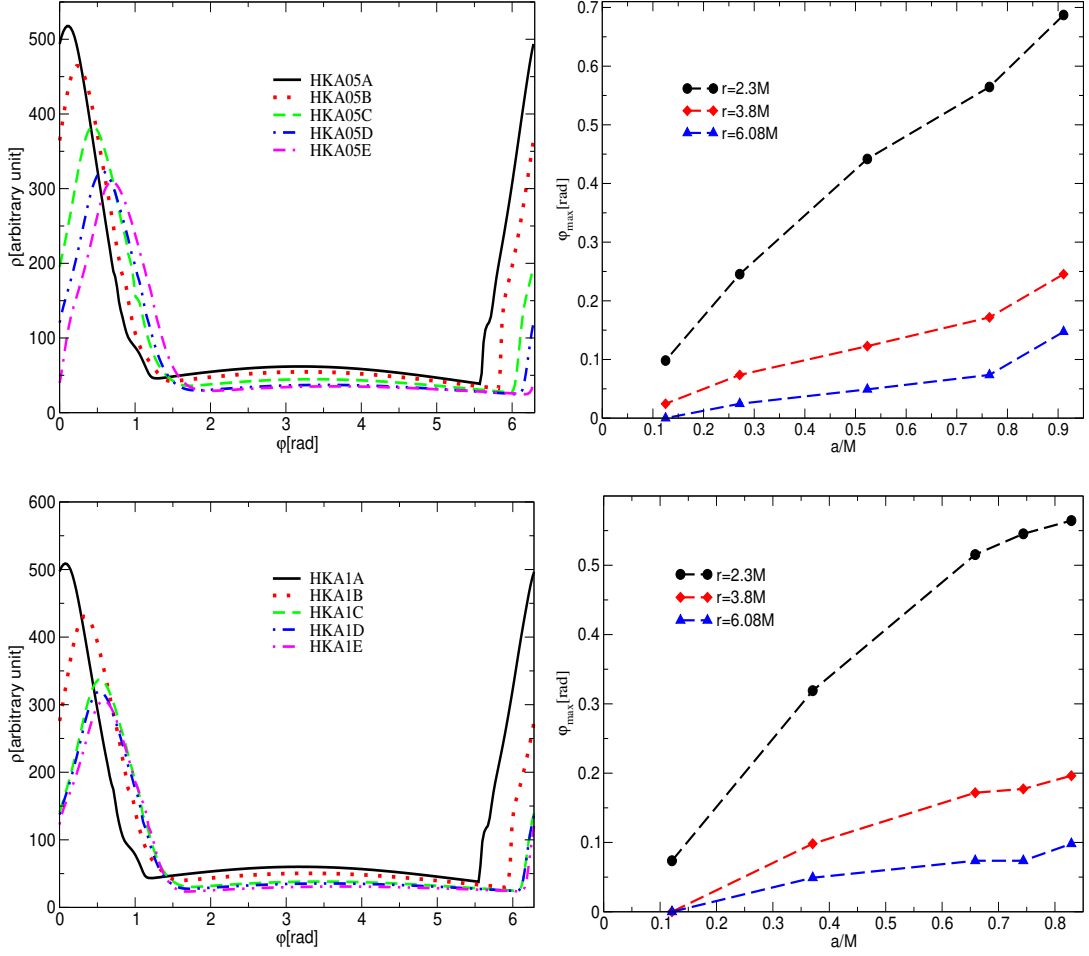 500
400
300
200
100
0
ρ[arbitrary unit]
HKA05A
HKA05B
HKA05C
HKA05D
HKA05E
0 1 2 3 4 5 6
φ[rad]
0.7
0.6
0.5
0.4
0.3
0.2
0.1
0
φmax[rad]
r=2.3M
r=3.8M
r=6.08M
0 0.1 0.2 0.3 0.4 0.5 0.6 0.7 0.8 0.9
a/M
600
500
400
300
200
100
0
ρ[arbitrary unit]
HKA1A
HKA1B
HKA1C
HKA1D
HKA1E
0 1 2 3 4 5 6
φ[rad]
0.5
0.4
0.3
0.2
0.1
0
φmax[rad]
r=2.3M
r=3.8M
r=6.08M
0 0.1 0.2 0.3 0.4 0.5 0.6 0.7 0.8
a/M